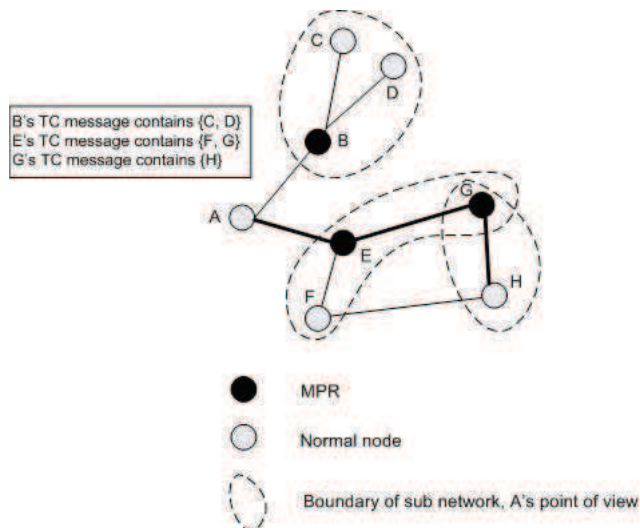 C
D
B's TC message contains {C, D}
E's TC message contains {F, G}
G's TC message contains {H}
B
A
G
E
H
F
MPR
Normal node
Boundary of sub network, A's point of view